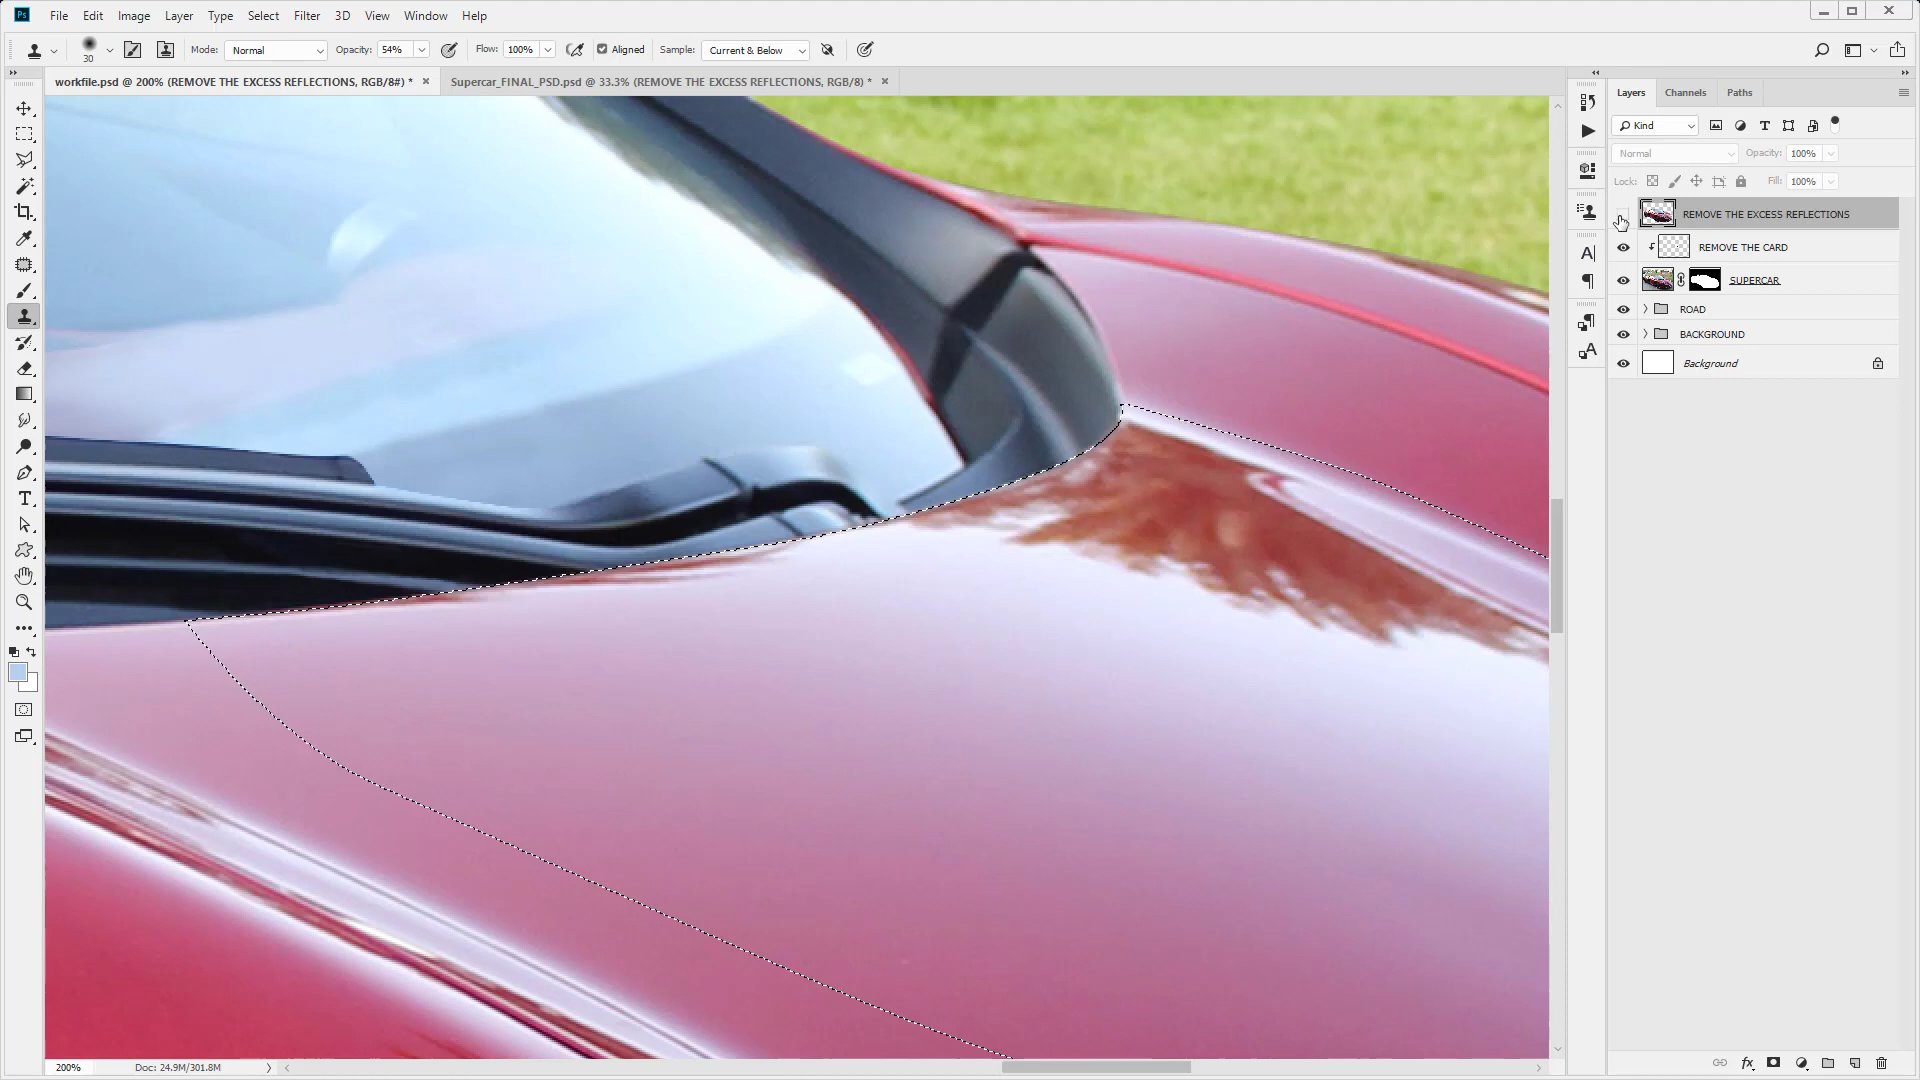 Ps File Edit Image Layer Type Select Filter 3D View Window Help
30 Mode: Normal Opacity: 54% Flow: 100% Aligned Sample: Current & Below
workfile.psd @ 200% (REMOVE THE EXCESS REFLECTIONS, RGB/8#) * Supercar_FINAL_PSD.psd @ 33.3% (REMOVE THE EXCESS REFLECTIONS, RGB/8) *
Layers Channels Paths
Kind
Normal Opacity: 100%
Lock: Fill: 100%
REMOVE THE EXCESS REFLECTIONS
REMOVE THE CARD
SUPERCAR
ROAD
BACKGROUND
Background
200% Doc: 24.9M/301.8M